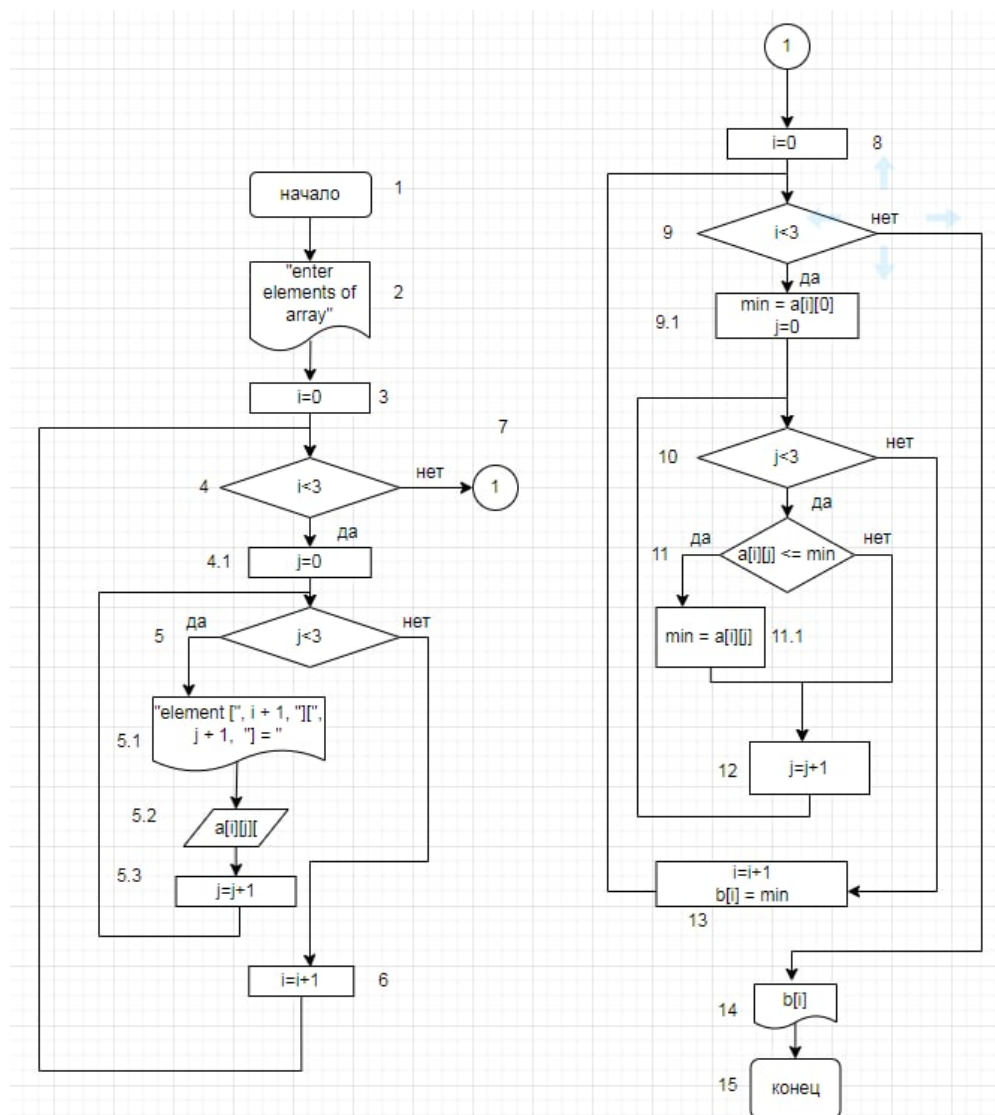 начало
1
"enter
elements of
array"
2
i=0
3
7
4
i<3
нет
1
да
4.1
j=0
5
да
j<3
нет
"element [", i + 1, "][",
j + 1, "] = "
5.1
5.2
a[i][j][
5.3
j=j+1
i=i+1
6
1
i=0
8
9
i<3
нет
да
9.1
min = a[i][0]
j=0
10
j<3
нет
да
11
да
a[i][j] <= min
нет
min = a[i][j]
11.1
12
j=j+1
i=i+1
b[i] = min
13
14
b[i]
15
конец